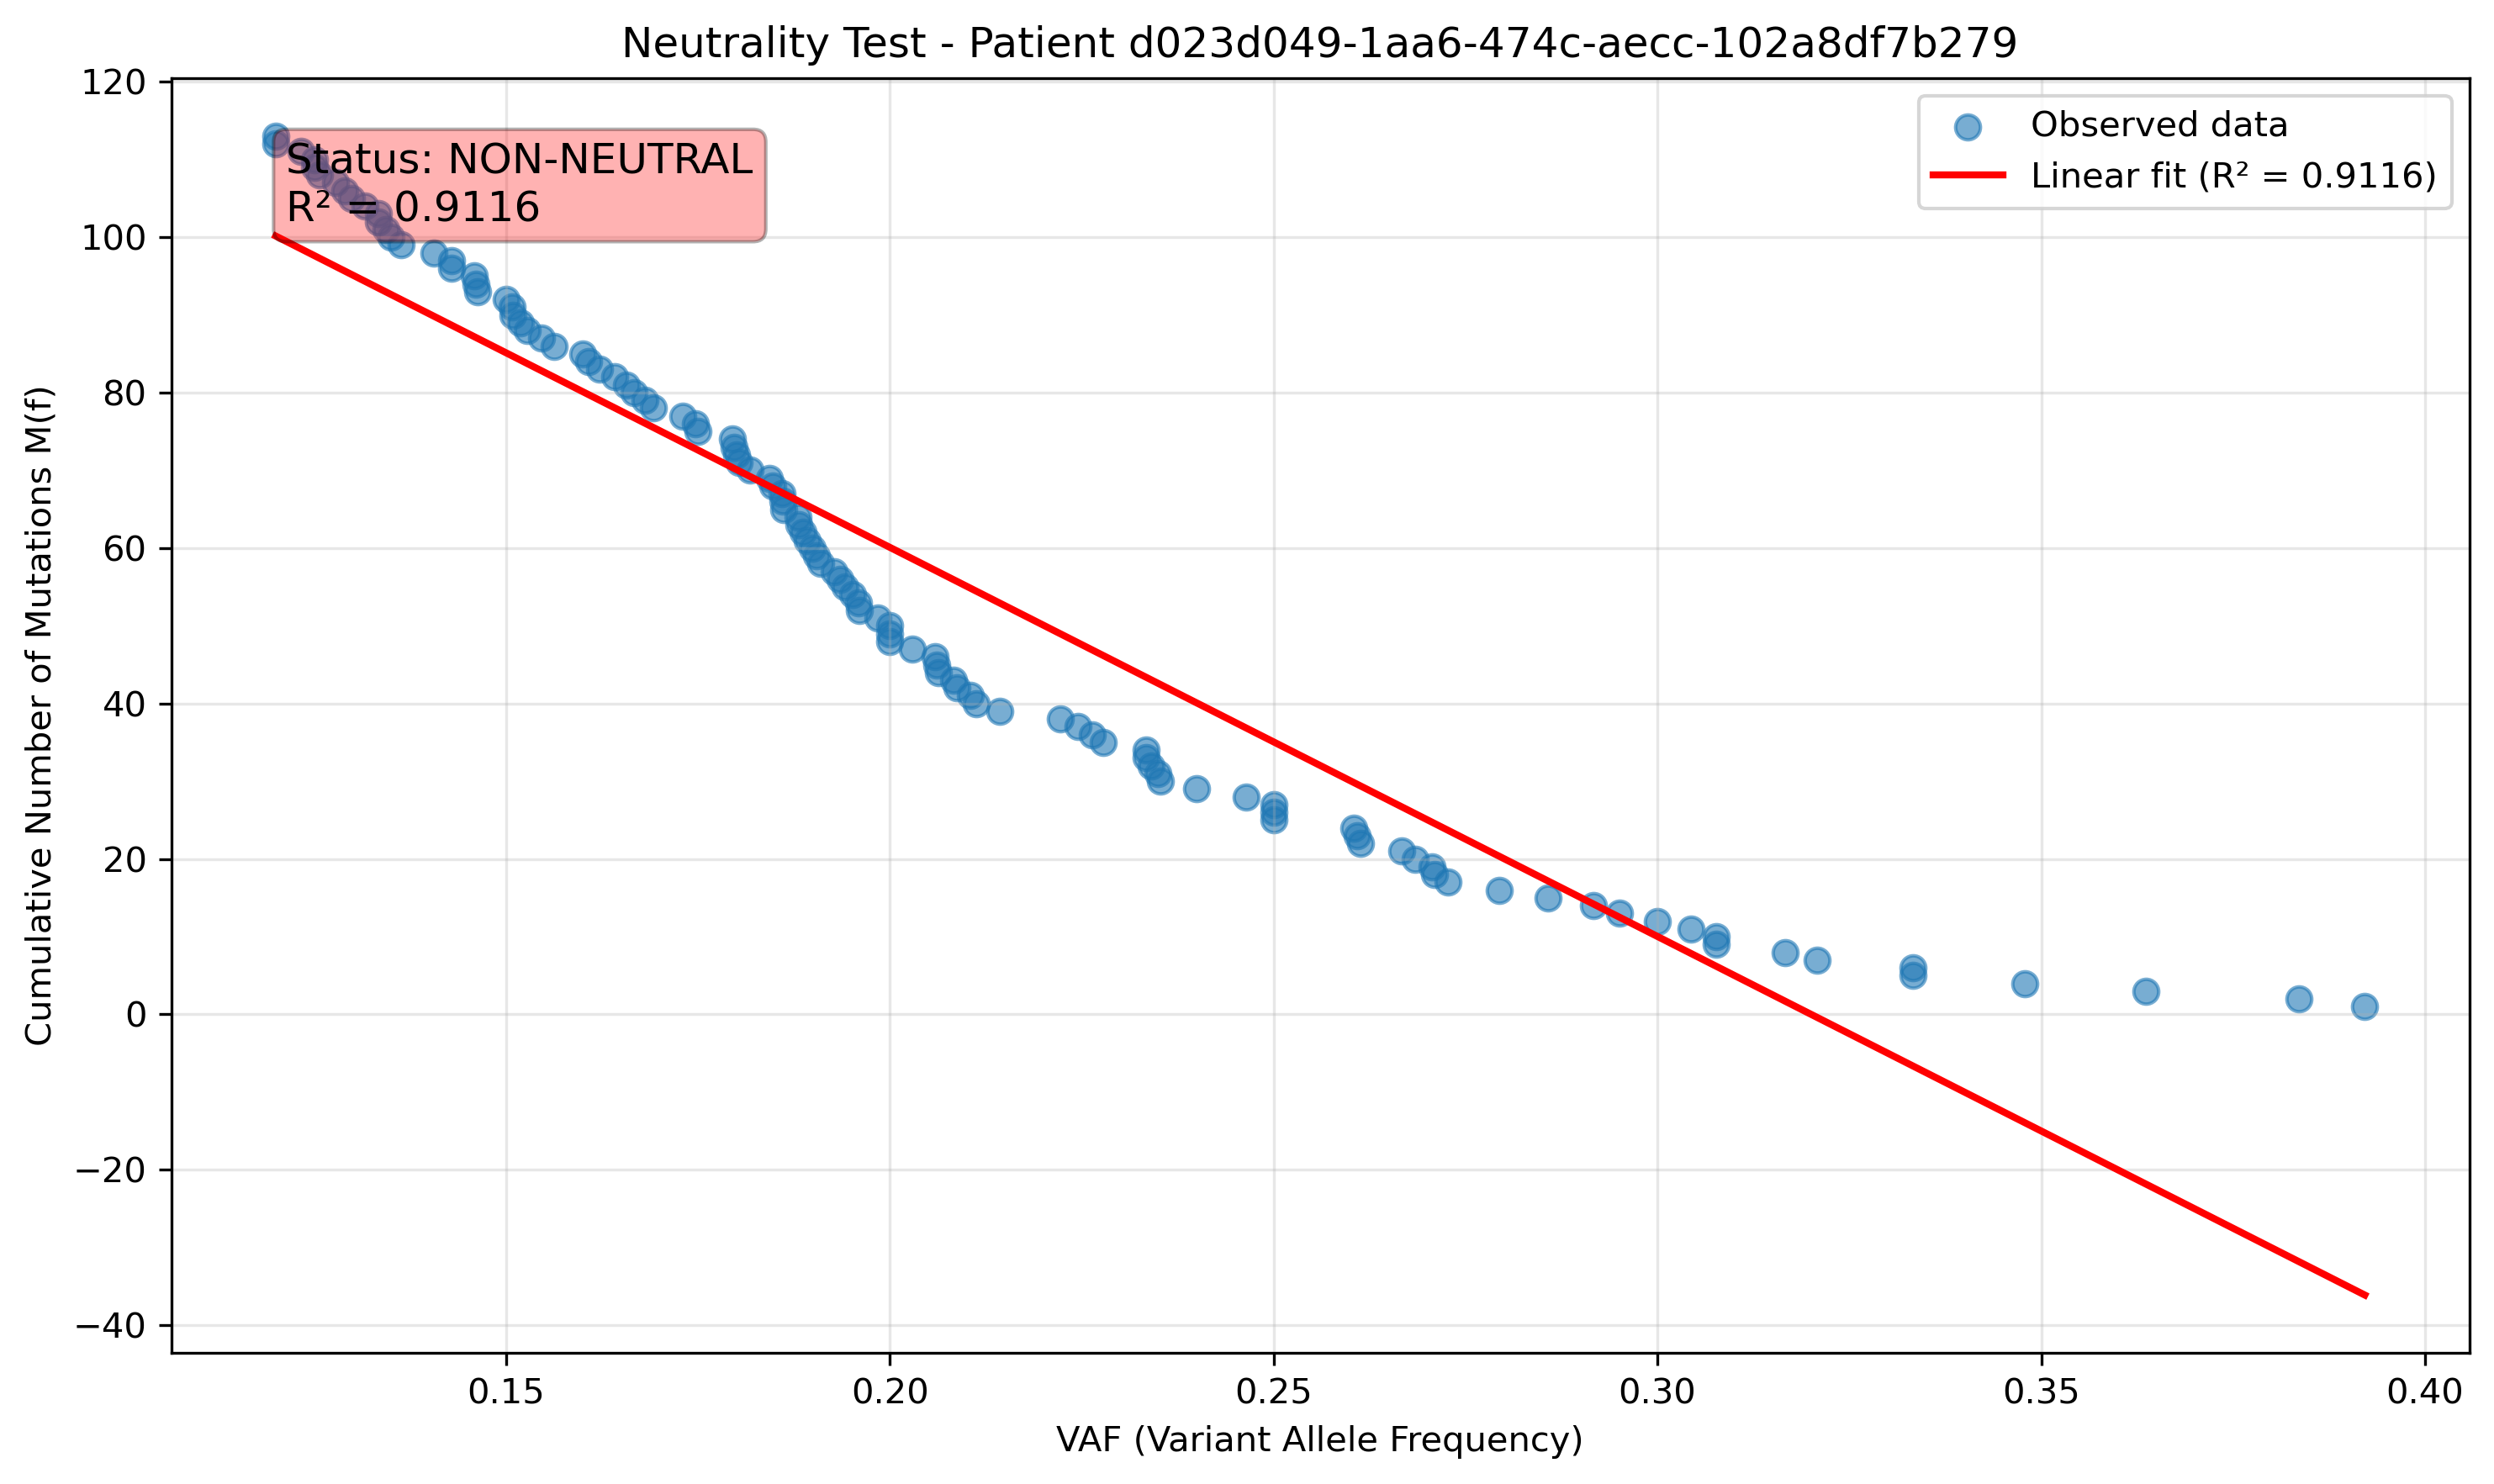 Neutrality Test - Patient d023d049-1aa6-474c-aecc-102a8df7b279
Observed data
Linear fit (R² = 0.9116)
Status: NON-NEUTRAL
R² = 0.9116
Cumulative Number of Mutations M(f)
120
100
80
60
40
20
0
−20
−40
0.15
0.20
0.25
0.30
0.35
0.40
VAF (Variant Allele Frequency)